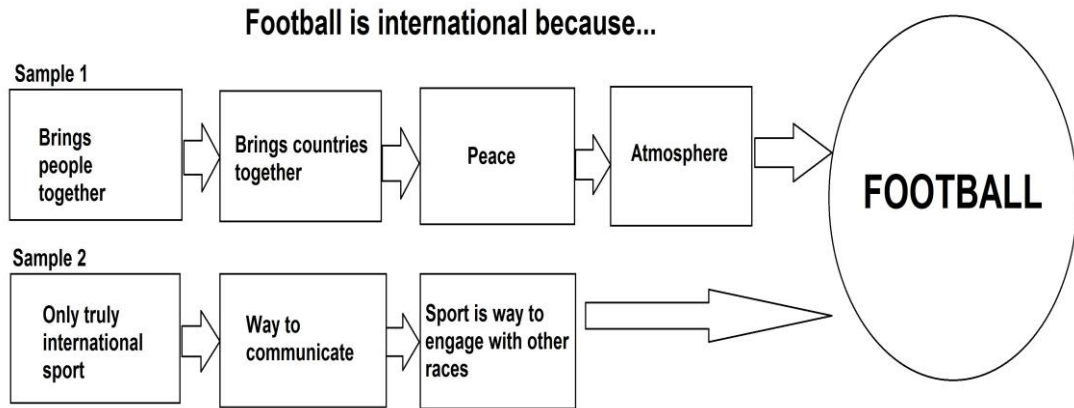 Football is international because...
Sample 1
Brings
people
together
Brings countries
together
Peace
Atmosphere
FOOTBALL
Sample 2
Only truly
international
sport
Way to
communicate
Sport is way to
engage with other
races